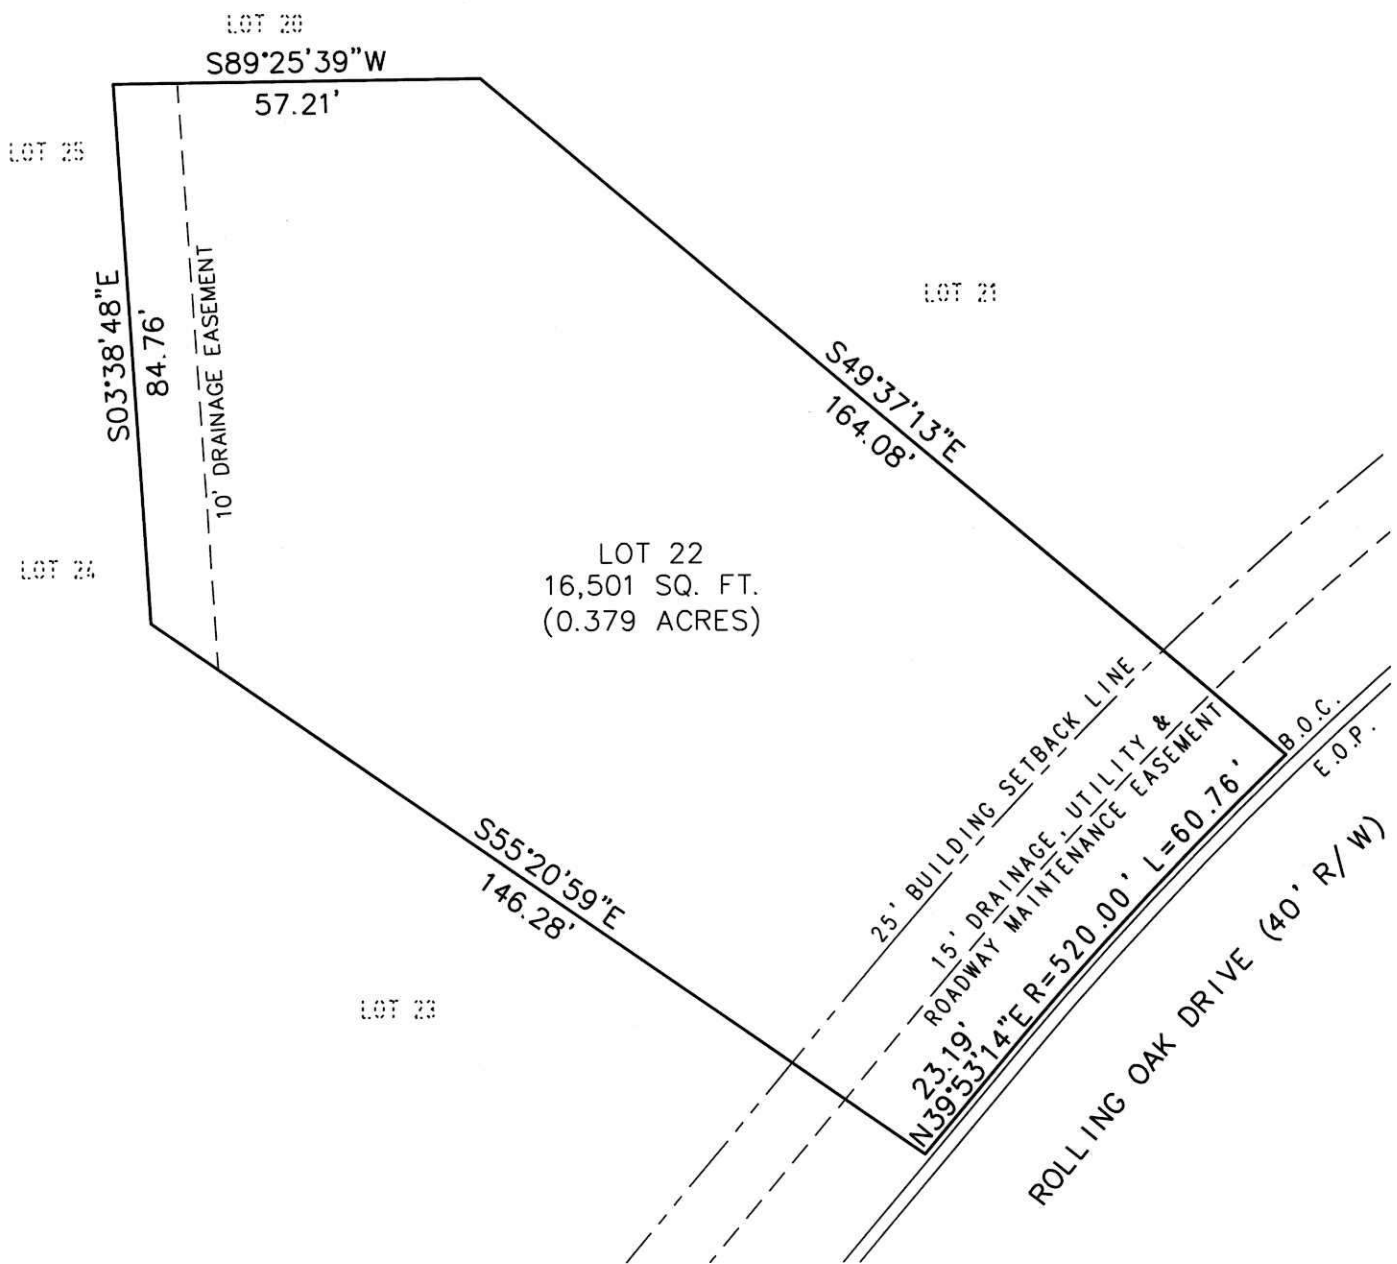 LOT 20
S89°25'39"W
57.21'
LOT 25
S03°38'48"E
84.76'
10' DRAINAGE EASEMENT
LOT 21
S49°37'13"E
164.08'
LOT 22
16,501 SQ. FT.
(0.379 ACRES)
LOT 24
25' BUILDING SETBACK LINE
15' DRAINAGE, UTILITY &
ROADWAY MAINTENANCE EASEMENT
B.O.C.
E.O.P.
S55°20'59"E
146.28'
LOT 23
23.19'
N39°53'14"E R=520.00' L=60.76'
ROLLING OAK DRIVE (40' R/W)